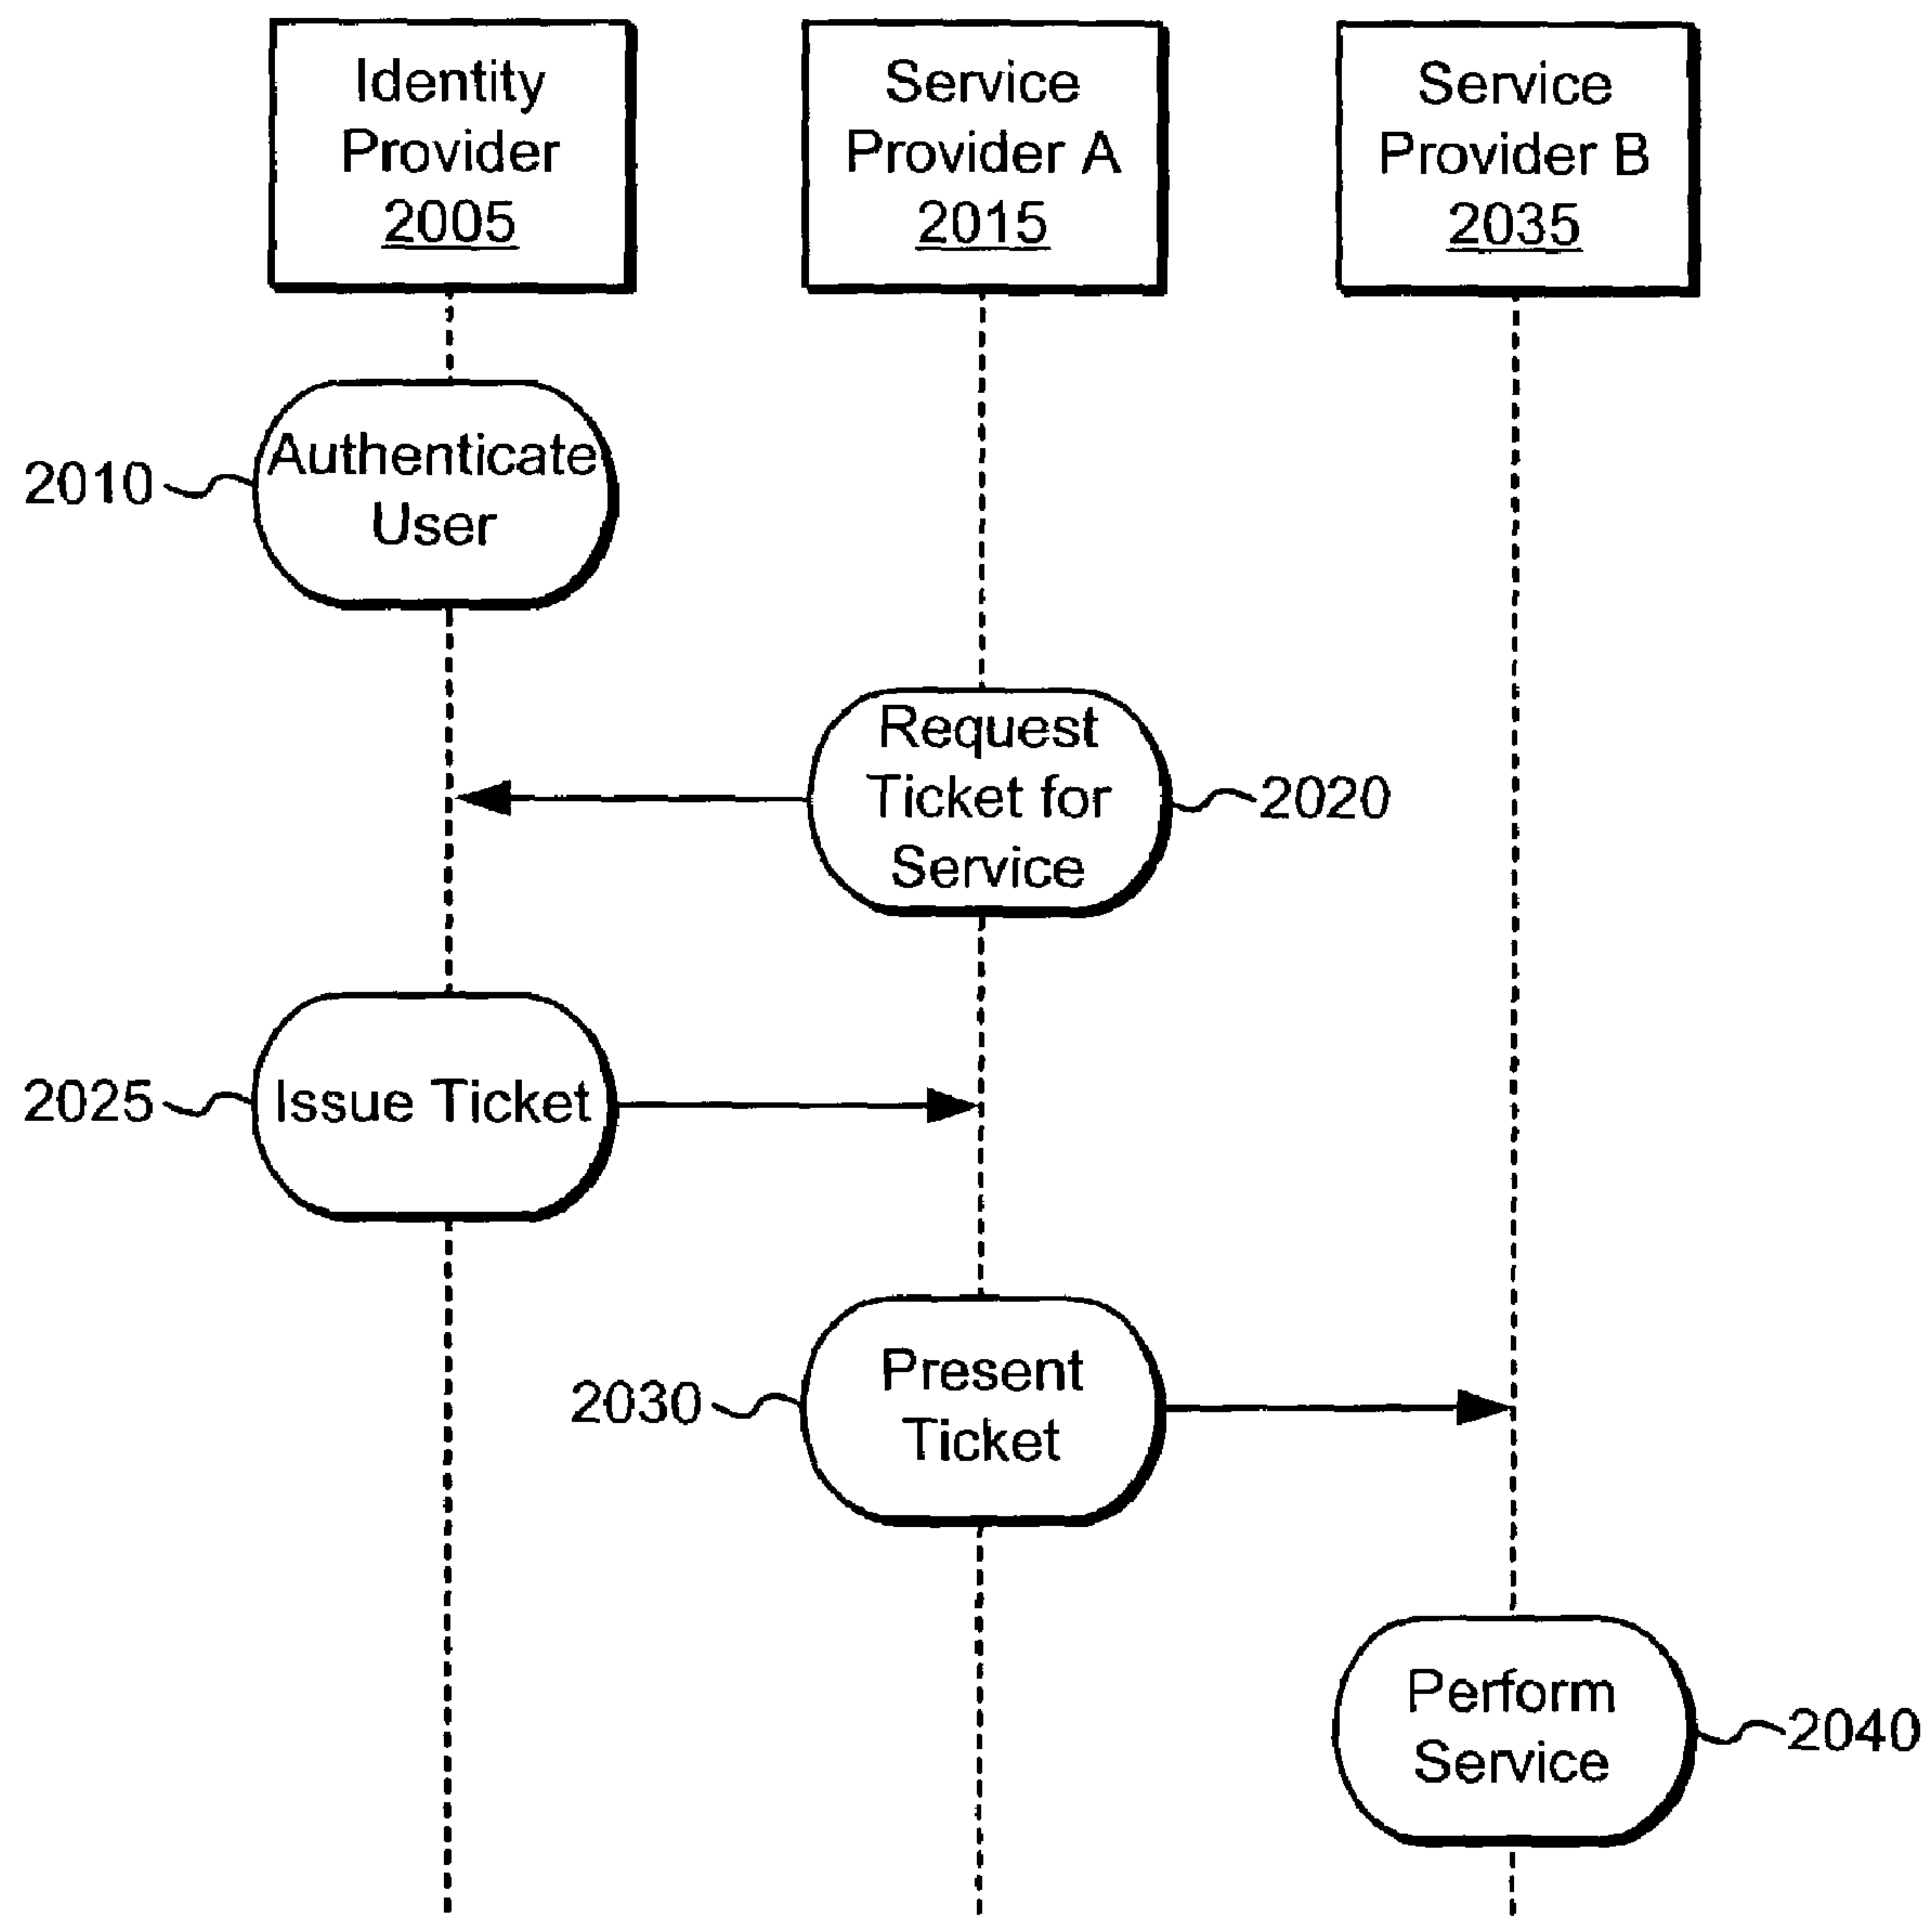 Identity
Provider
2005
Service
Provider A
2015
Service
Provider B
2035
2010
Authenticate
User
Request
Ticket for
Service
2020
2025
Issue Ticket
2030
Present
Ticket
Perform
Service
2040